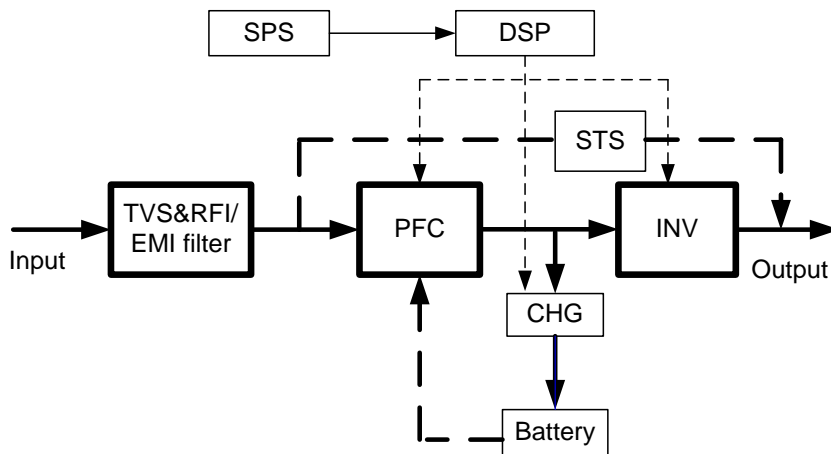 SPS
DSP
STS
TVS&RFI/
EMI filter
PFC
INV
Input
Output
CHG
Battery